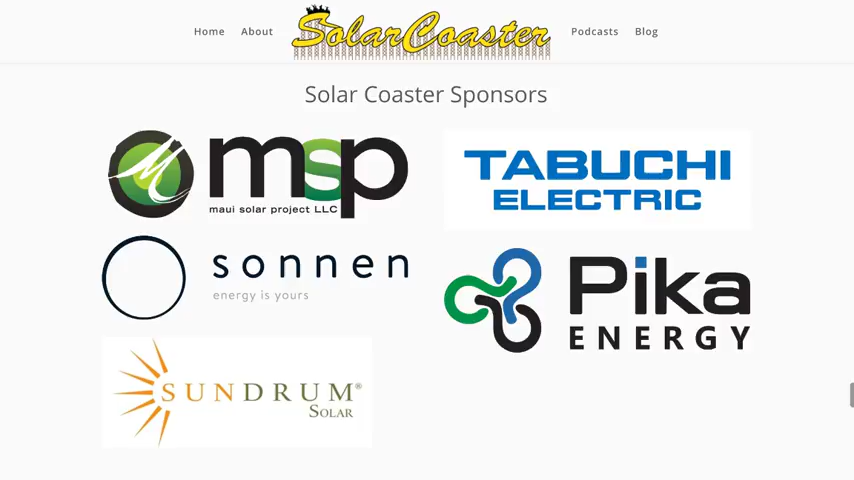 Home About SolarCoaster Podcasts Blog
Solar Coaster Sponsors
msp
maui solar project LLC
TABUCHI
ELECTRIC
sonnen
energy is yours
Pika
ENERGY
SUNDRUM®
SOLAR